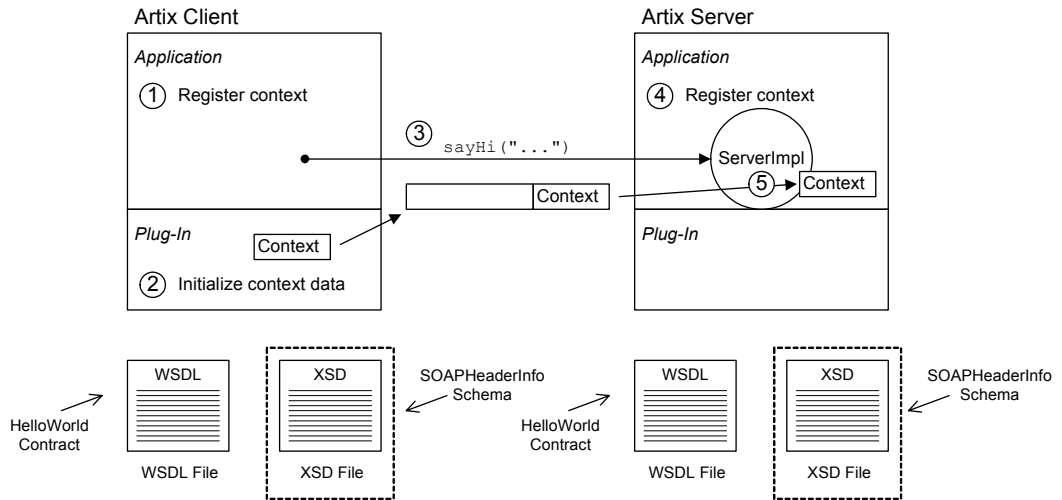 Artix Client
Artix Server
Application
Application
1 Register context
4 Register context
3
sayHi("...")
ServerImpl
5
Context
Context
Plug-In
Plug-In
Context
2 Initialize context data
WSDL
XSD
WSDL
XSD
SOAPHeaderInfo
Schema
SOAPHeaderInfo
Schema
HelloWorld
Contract
HelloWorld
Contract
WSDL File
XSD File
WSDL File
XSD File